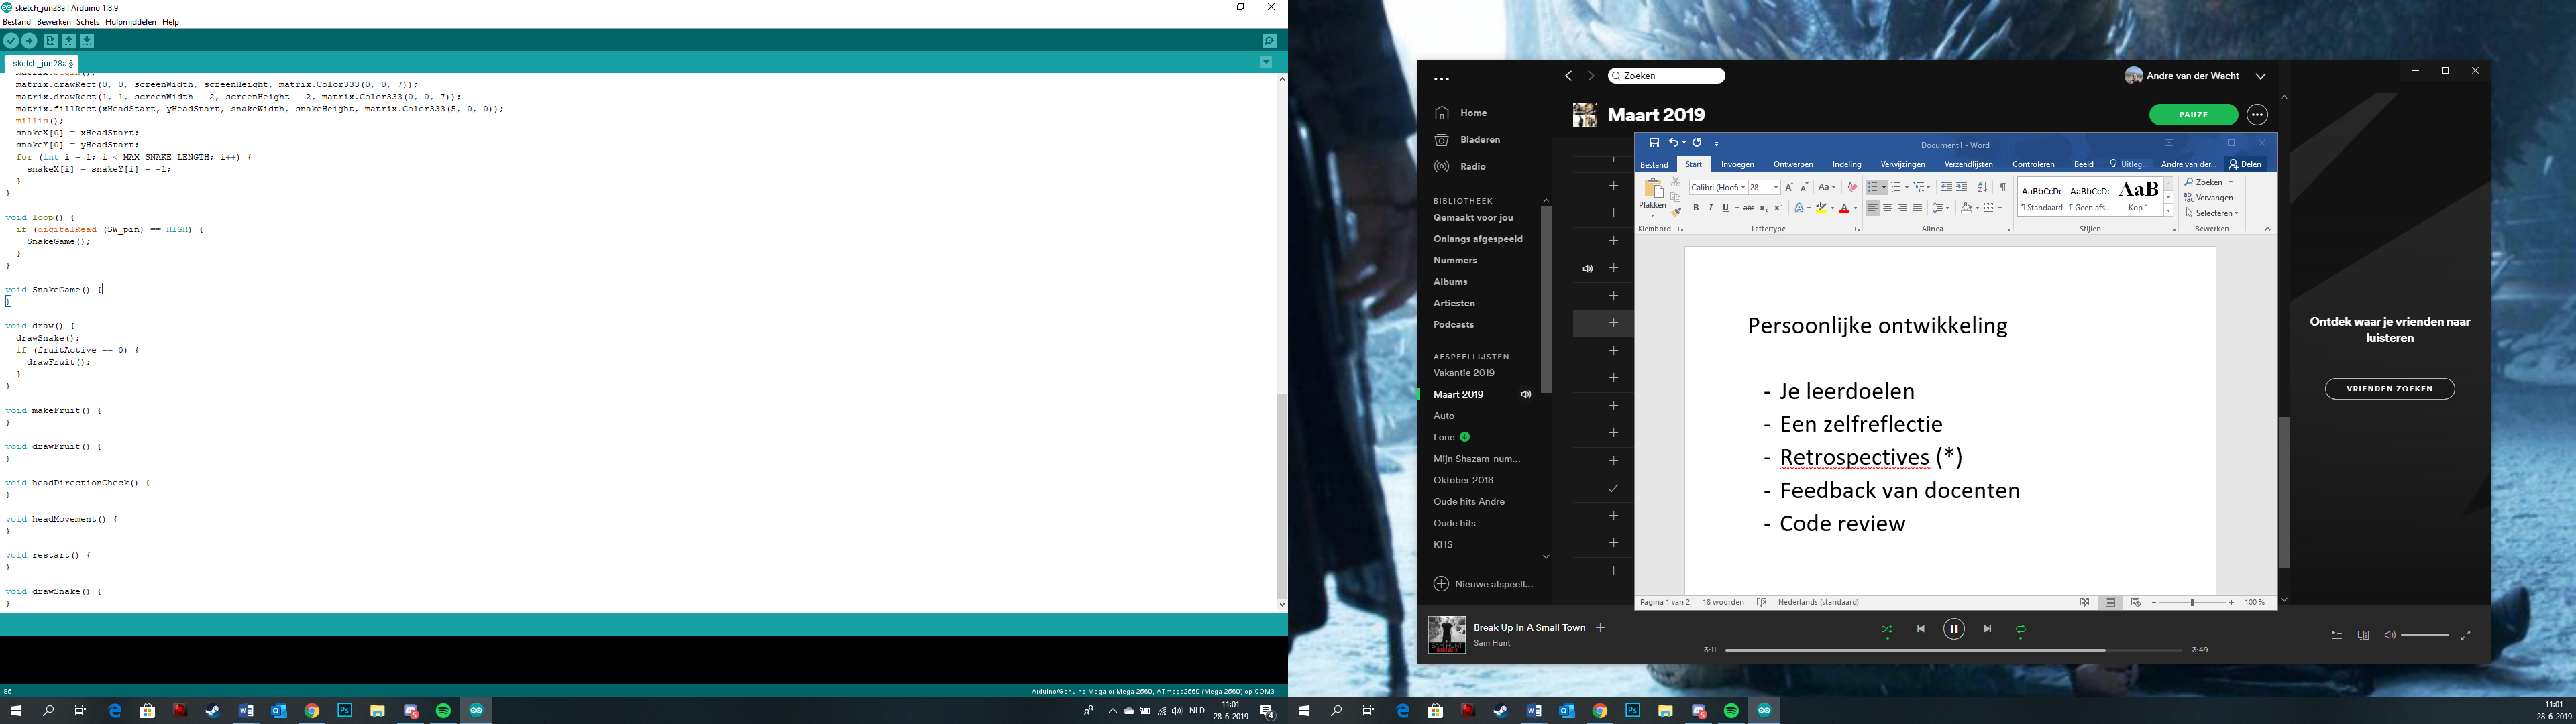 sketch_jun28a | Arduino 1.8.9
Bestand Bewerken Schets Hulpmiddelen Help
sketch_jun28a §
matrix.begin();
matrix.drawRect(0, 0, screenWidth, screenHeight, matrix.Color333(0, 0, 7));
matrix.drawRect(1, 1, screenWidth - 2, screenHeight - 2, matrix.Color333(0, 0, 7));
matrix.fillRect(xHeadStart, yHeadStart, snakeWidth, snakeHeight, matrix.Color333(5, 0, 0));
millis();
snakeX[0] = xHeadStart;
snakeY[0] = yHeadStart;
for (int i = 1; i < MAX_SNAKE_LENGTH; i++) {
snakeX[i] = snakeY[i] = -1;
}
}
void loop() {
if (digitalRead (SW_pin) == HIGH) {
SnakeGame();
}
}
void SnakeGame() {
}
void draw() {
drawSnake();
if (fruitActive == 0) {
drawFruit();
}
}
void makeFruit() {
}
void drawFruit() {
}
void headDirectionCheck() {
}
void headMovement() {
}
void restart() {
}
void drawSnake() {
}
85
Arduino/Genuino Mega or Mega 2560, ATmega2560 (Mega 2560) op COM3
NLD
11:01
28-6-2019
4
Zoeken
Andre van der Wacht
Home
Bladeren
Radio
BIBLIOTHEEK
Gemaakt voor jou
Onlangs afgespeeld
Nummers
Albums
Artiesten
Podcasts
AFSPEELLIJSTEN
Vakantie 2019
Maart 2019
Auto
Lone
Mijn Shazam-num...
Oktober 2018
Oude hits Andre
Oude hits
KHS
Nieuwe afspeell...
Maart 2019
PAUZE
Document1 - Word
Bestand Start Invoegen Ontwerpen Indeling Verwijzingen Verzendlijsten Controleren Beeld Uitleg... Andre van der... Delen
Plakken
Klembord
Calibri (Hoof 28
Lettertype
Alinea
AaBbCcDc AaBbCcDc AaB
¶ Standaard ¶ Geen afs... Kop 1
Stijlen
Zoeken
Vervangen
Selecteren
Bewerken
Persoonlijke ontwikkeling
- Je leerdoelen
- Een zelfreflectie
- Retrospectives (*)
- Feedback van docenten
- Code review
Pagina 1 van 2 18 woorden Nederlands (standaard) 100 %
Ontdek waar je vrienden naar
luisteren
VRIENDEN ZOEKEN
Break Up In A Small Town
Sam Hunt
3:11
3:49
11:01
28-6-2019